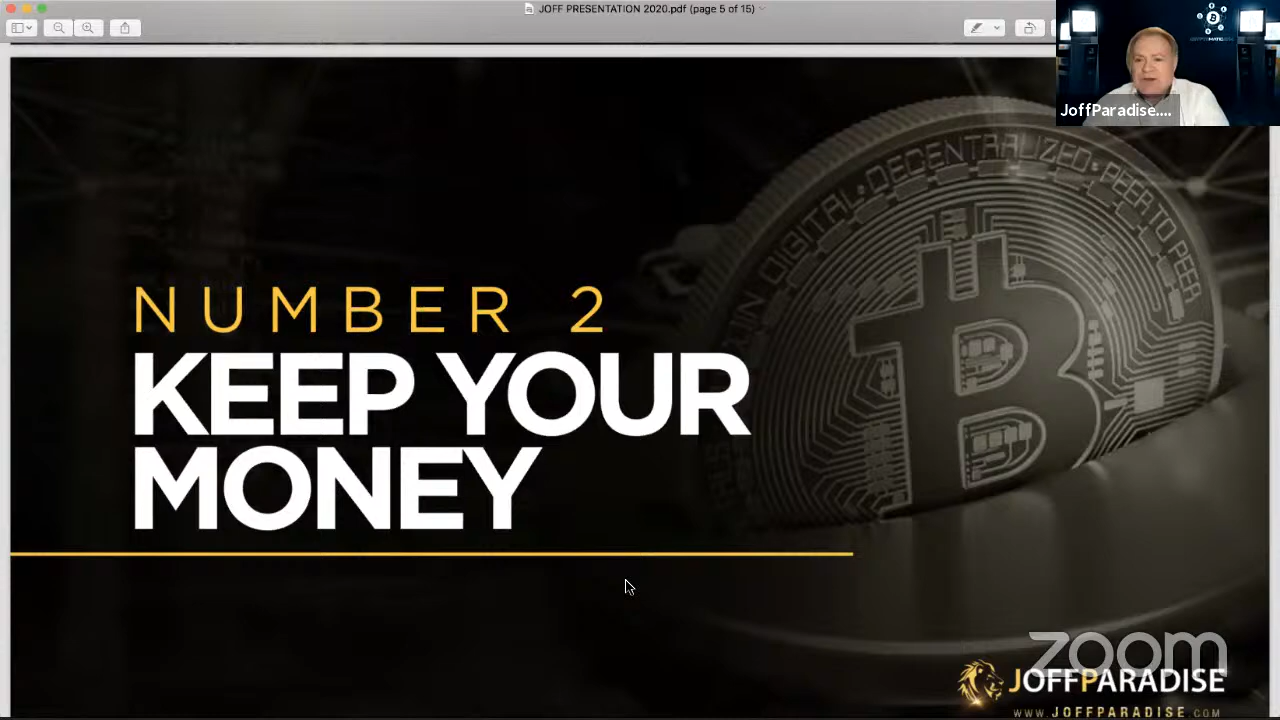 JOFF PRESENTATION 2020.pdf (page 5 of 15)
JoffParadise....
DIGITAL • DECENTRALIZED • PEER TO PEER
NUMBER 2
KEEP YOUR
MONEY
zoom
JOFFPARADISE
WWW.JOFFPARADISE.COM